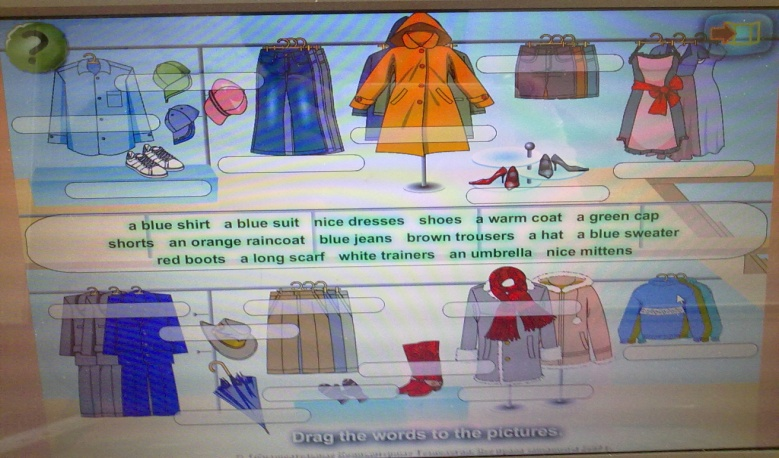 ?
a blue shirt a blue suit nice dresses shoes a warm coat a green cap
shorts an orange raincoat blue jeans brown trousers a hat a blue sweater
red boots a long scarf white trainers an umbrella nice mittens
Drag the words to the pictures.